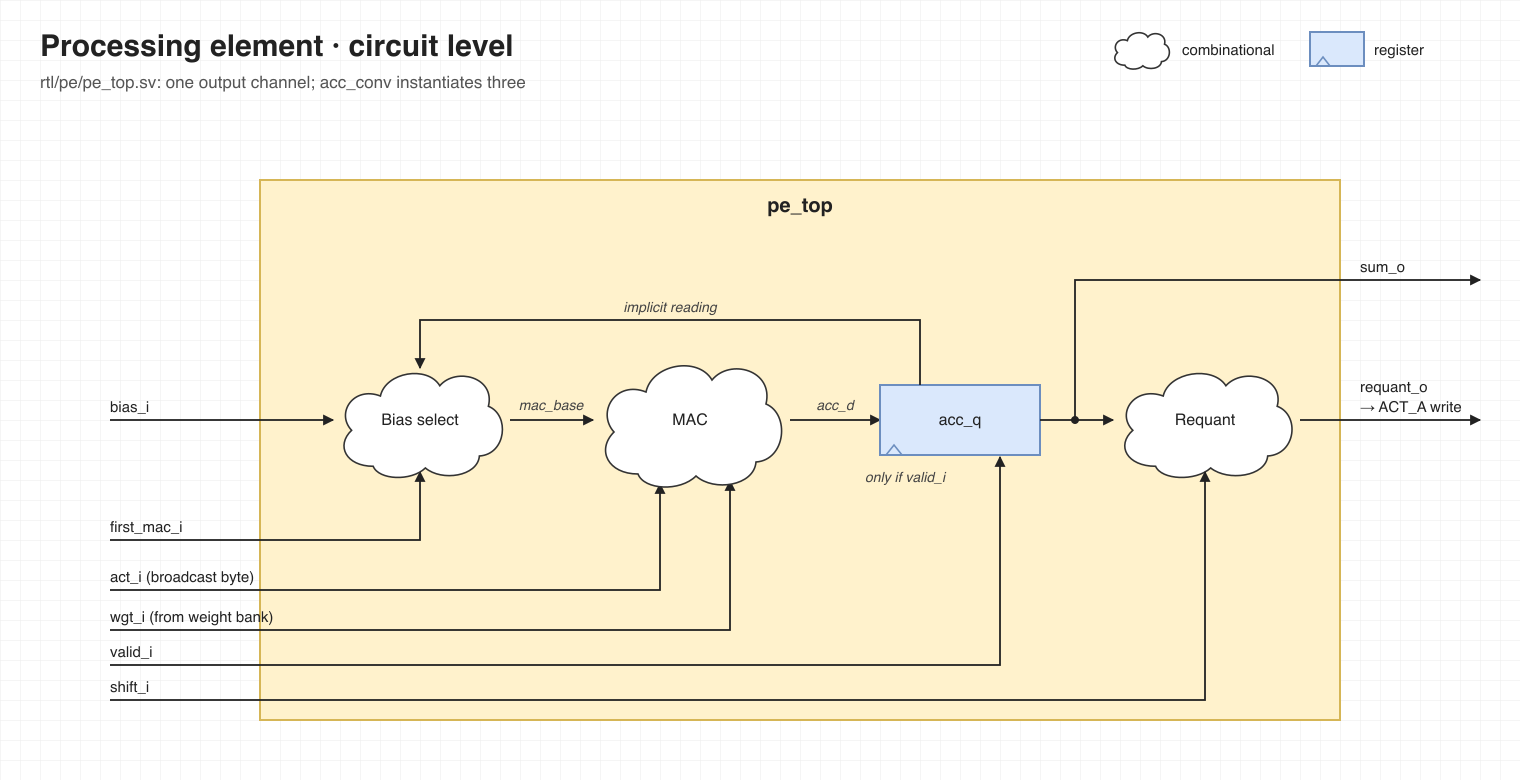 Processing element · circuit level
combinational
register
rtl/pe/pe_top.sv: one output channel; acc_conv instantiates three
pe_top
sum_o
implicit reading
requant_o
→ ACT_A write
bias_i
Bias select
mac_base
MAC
acc_d
acc_q
Requant
only if valid_i
first_mac_i
act_i (broadcast byte)
wgt_i (from weight bank)
valid_i
shift_i